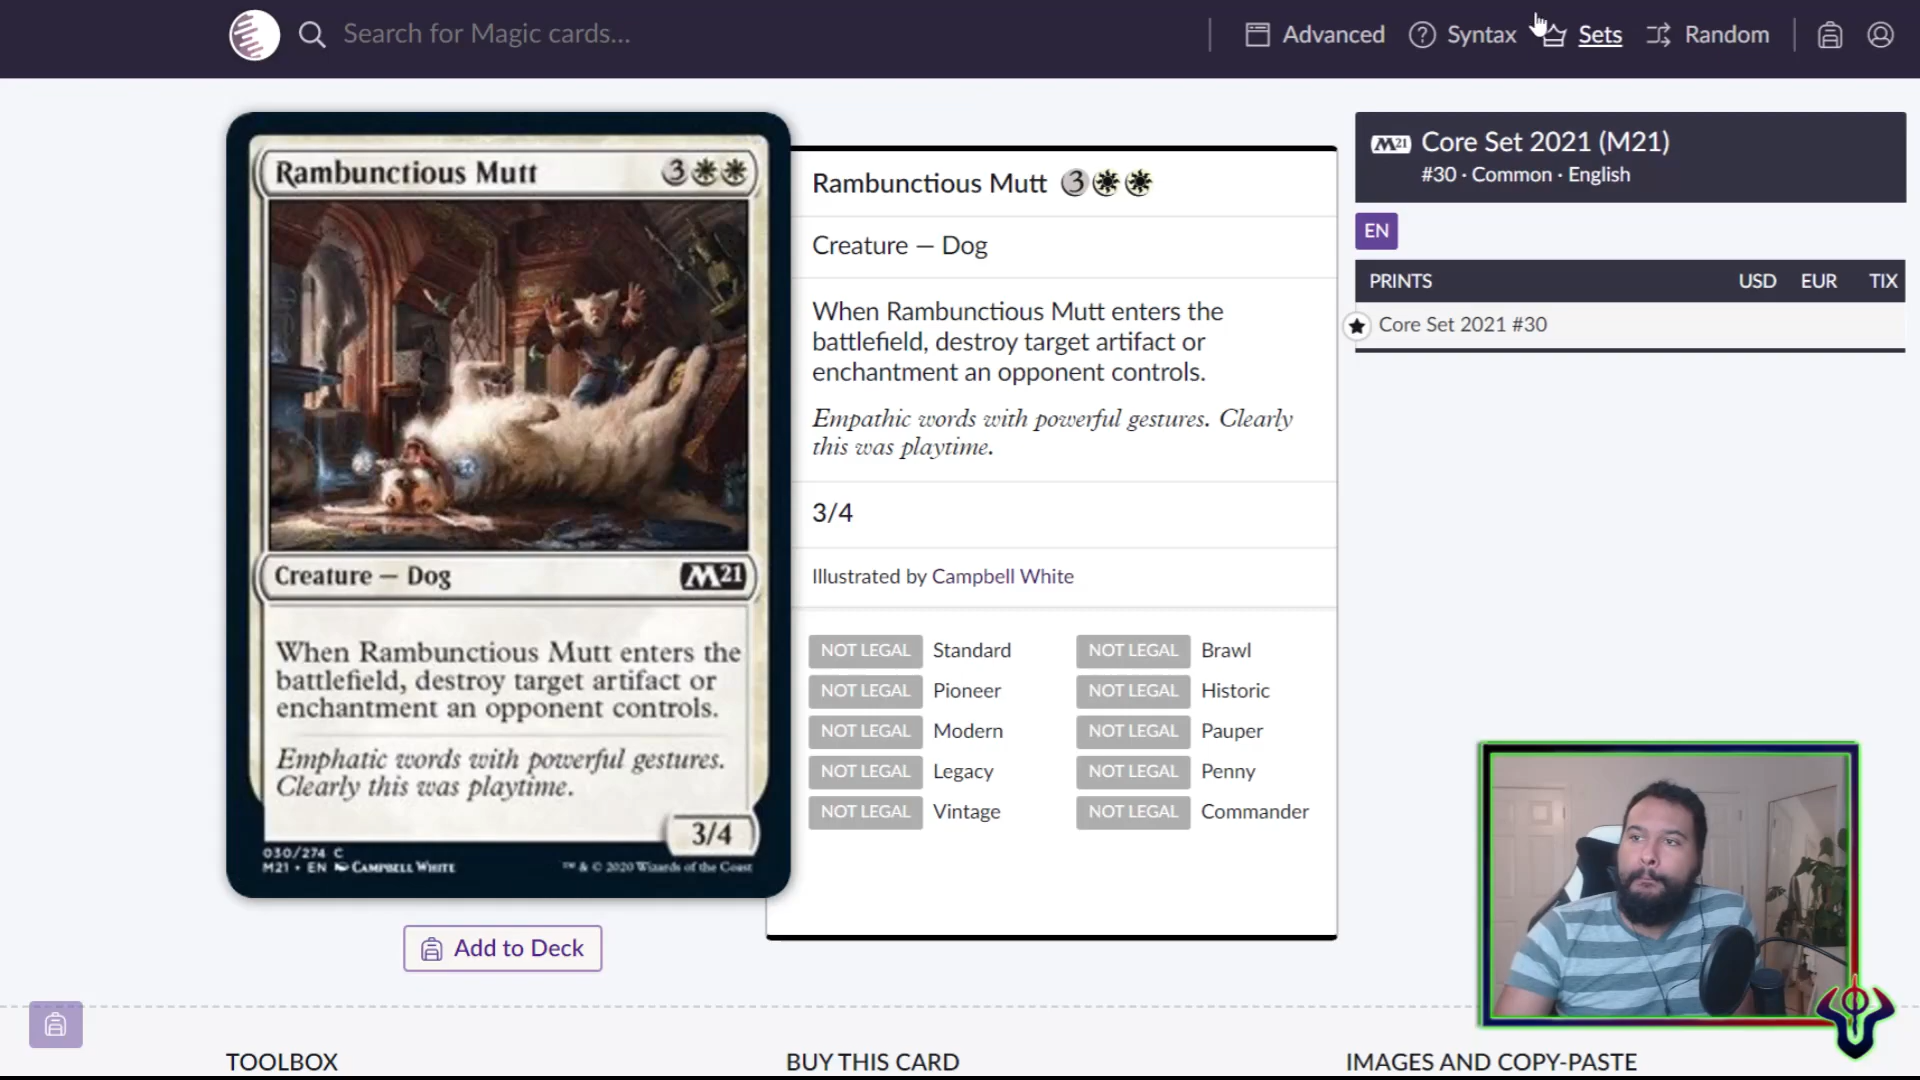 Search for Magic cards...
Advanced
Syntax
Sets
Random
Rambunctious Mutt 3
Creature — Dog
M21
When Rambunctious Mutt enters the
battlefield, destroy target artifact or
enchantment an opponent controls.
Emphatic words with powerful gestures.
Clearly this was playtime.
3/4
030/274 C
M21 • EN CAMPBELL WHITE
™ & © 2020 Wizards of the Coast
Add to Deck
Rambunctious Mutt 3
Creature — Dog
When Rambunctious Mutt enters the
battlefield, destroy target artifact or
enchantment an opponent controls.
Empathic words with powerful gestures. Clearly
this was playtime.
3/4
Illustrated by Campbell White
NOT LEGAL Standard NOT LEGAL Brawl
NOT LEGAL Pioneer NOT LEGAL Historic
NOT LEGAL Modern NOT LEGAL Pauper
NOT LEGAL Legacy NOT LEGAL Penny
NOT LEGAL Vintage NOT LEGAL Commander
M21 Core Set 2021 (M21)
#30 · Common · English
EN
PRINTS USD EUR TIX
Core Set 2021 #30
TOOLBOX
BUY THIS CARD
IMAGES AND COPY-PASTE